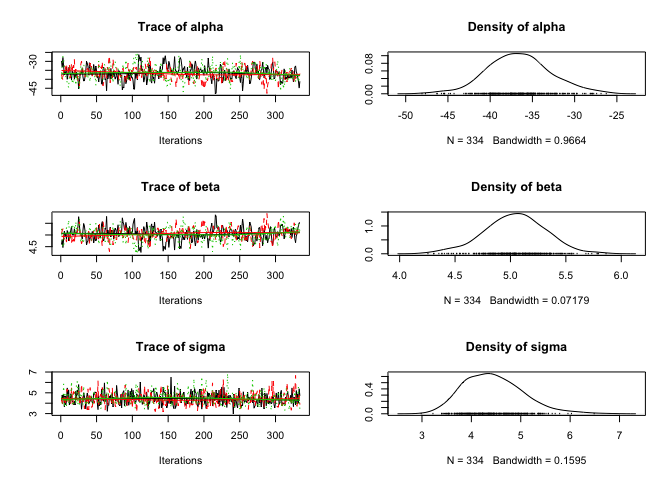 Trace of alpha
-45
-30
0 50 100 150 200 250 300
Iterations
Density of alpha
0.00
0.08
-50 -45 -40 -35 -30 -25
N = 334 Bandwidth = 0.9664
Trace of beta
4.5
0 50 100 150 200 250 300
Iterations
Density of beta
0.0
1.0
4.0 4.5 5.0 5.5 6.0
N = 334 Bandwidth = 0.07179
Trace of sigma
3
5
7
0 50 100 150 200 250 300
Iterations
Density of sigma
0.0
0.4
3 4 5 6 7
N = 334 Bandwidth = 0.1595